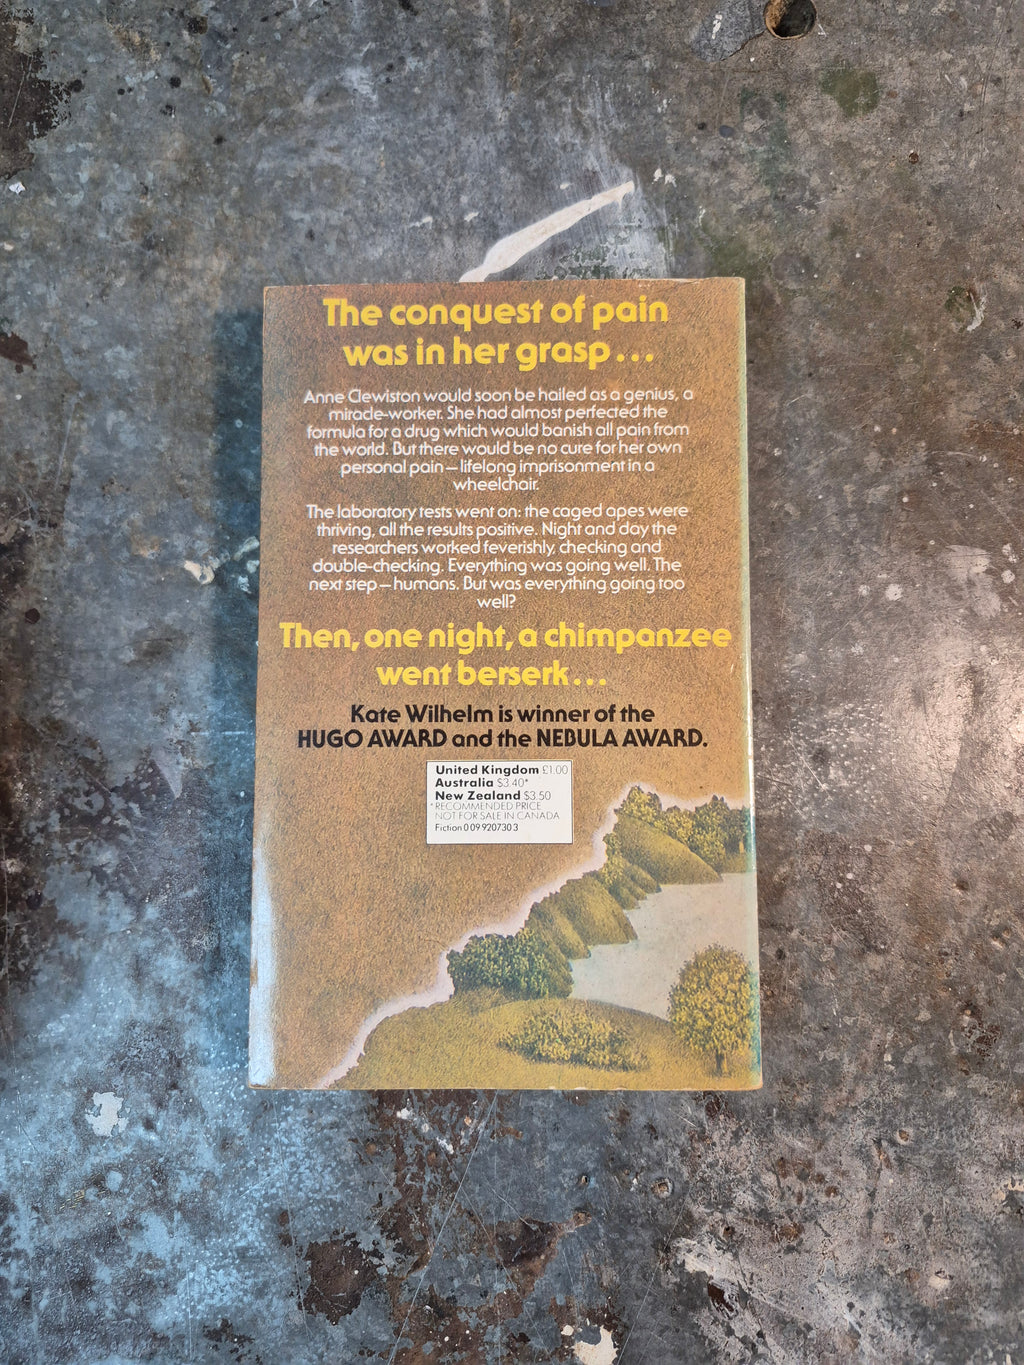 The conquest of pain
was in her grasp...
Anne Clewiston would soon be hailed as a genius, a
miracle-worker. She had almost perfected the
formula for a drug which would banish all pain from
the world. But there would be no cure for her own
personal pain – lifelong imprisonment in a
wheelchair.
The laboratory tests went on: the caged apes were
thriving, all the results positive. Night and day the
researchers worked feverishly, checking and
double-checking. Everything was going well. The
next step – humans. But was everything going too
well?
Then, one night, a chimpanzee
went berserk...
Kate Wilhelm is winner of the
HUGO AWARD and the NEBULA AWARD.
United Kingdom £1.00
Australia $3.40*
New Zealand $3.50
*RECOMMENDED PRICE
NOT FOR SALE IN CANADA
Fiction 0 09 920730 3